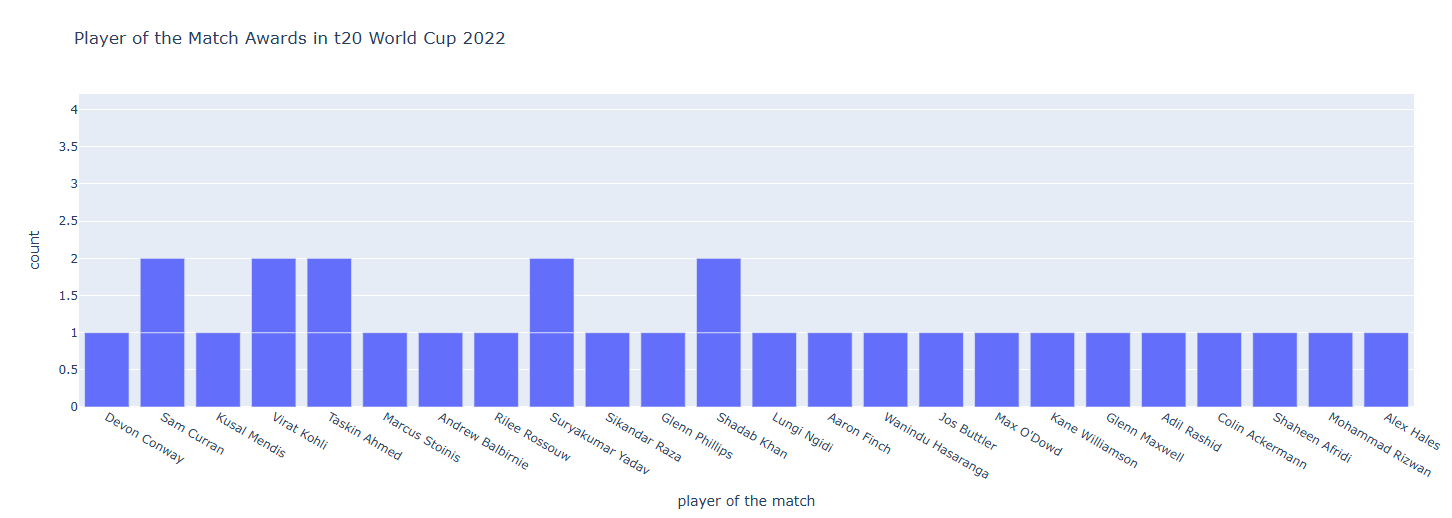 Player of the Match Awards in t20 World Cup 2022
4
3.5
3
2.5
2
1.5
1
0.5
0
count
Devon Conway
Sam Curran
Kusal Mendis
Virat Kohli
Taskin Ahmed
Marcus Stoinis
Andrew Balbirnie
Rilee Rossouw
Suryakumar Yadav
Sikandar Raza
Glenn Phillips
Shadab Khan
Lungi Ngidi
Aaron Finch
Wanindu Hasaranga
Jos Buttler
Max O'Dowd
Kane Williamson
Glenn Maxwell
Adil Rashid
Colin Ackermann
Shaheen Afridi
Mohammad Rizwan
Alex Hales
player of the match